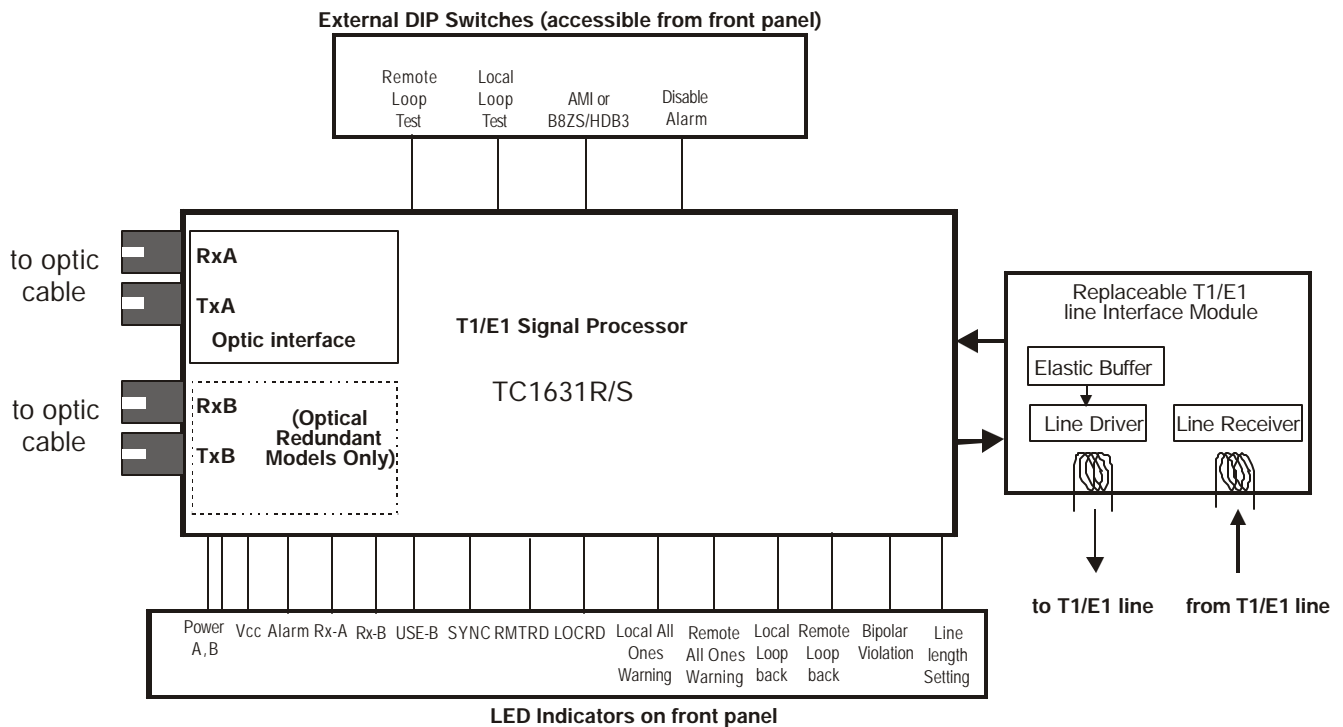 External DIP Switches (accessible from front panel)
Remote
Loop
Test
Local
Loop
Test
AMI or
B8ZS/HDB3
Disable
Alarm
to optic
cable
RxA
TxA
Optic interface
to optic
cable
RxB
TxB
(Optical
Redundant
Models Only)
T1/E1 Signal Processor
TC1631R/S
Replaceable T1/E1
line Interface Module
Elastic Buffer
Line Driver
Line Receiver
to T1/E1 line
from T1/E1 line
Power
A,B
Vcc
Alarm
Rx-A
Rx-B
USE-B
SYNC
RMTRD
LOCRD
Local All
Ones
Warning
Remote
All Ones
Warning
Local
Loop
back
Remote
Loop
back
Bipolar
Violation
Line
length
Setting
LED Indicators on front panel